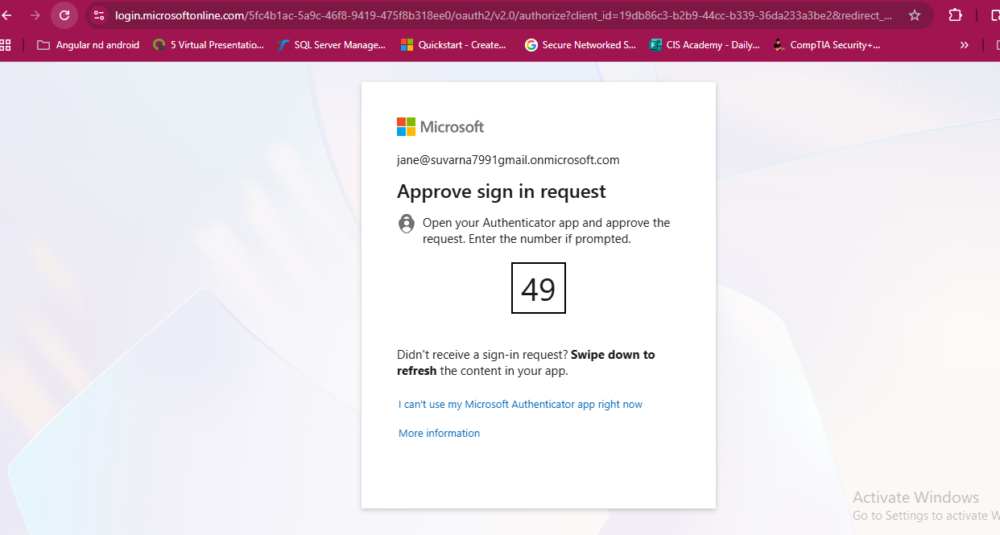 login.microsoftonline.com/5fc4b1ac-5a9c-46f8-9419-475f8b318ee0/oauth2/v2.0/authorize?client_id=19db86c3-b2b9-44cc-b339-36da233a3be2&redirect_...
Angular nd android 5 Virtual Presentatio... SQL Server Manage... Quickstart - Create... Secure Networked S... CIS Academy - Daily... CompTIA Security+... »
Microsoft
jane@suvarna7991gmail.onmicrosoft.com
Approve sign in request
Open your Authenticator app and approve the
request. Enter the number if prompted.
49
Didn't receive a sign-in request? Swipe down to
refresh the content in your app.
I can't use my Microsoft Authenticator app right now
More information
Activate Windows
Go to Settings to activate W